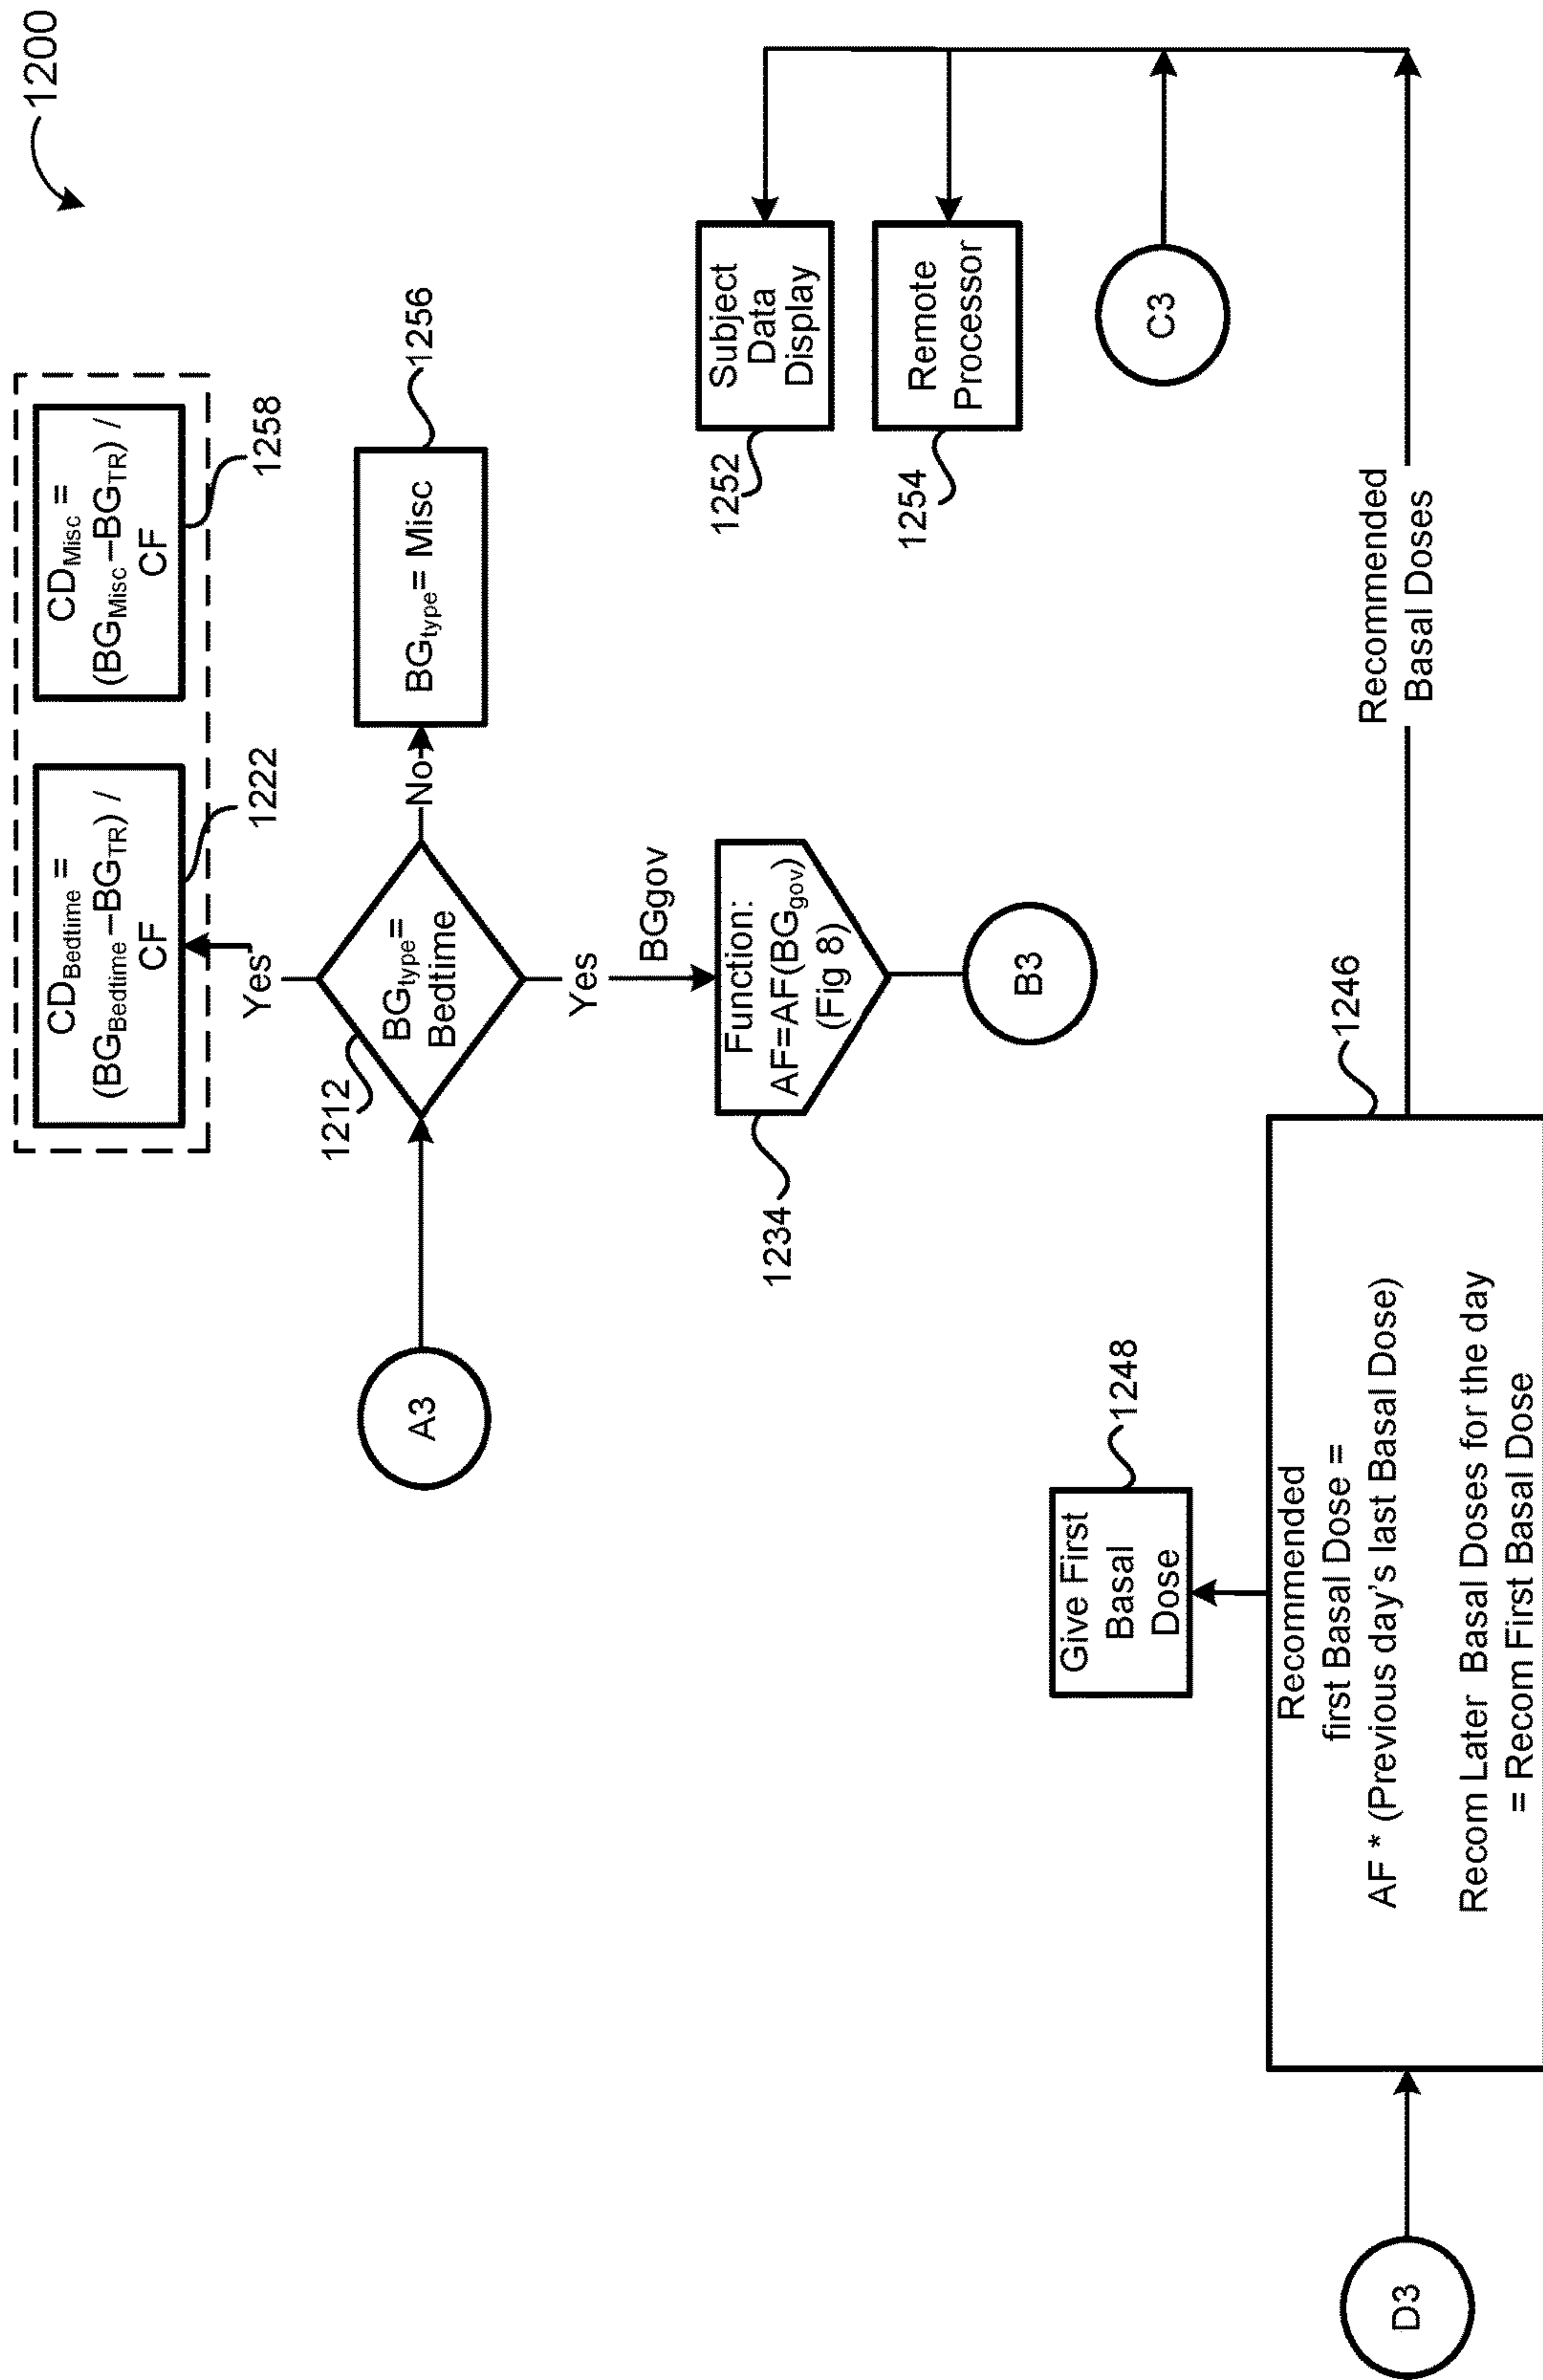 1200
CD_Bedtime =
(BG_Bedtime–BG_TR) /
CF
CD_Misc =
(BG_Misc–BG_TR) /
CF
1222
1258
Yes
A3
1212
BG_type=
Bedtime
No
BG_type= Misc
1256
Yes
BGgov
1234
Function:
AF=AF(BG_gov)
(Fig 8)
B3
1252
Subject
Data
Display
1254
Remote
Processor
C3
1248
Give First
Basal
Dose
1246
D3
Recommended
first Basal Dose =
AF * (Previous day's last Basal Dose)
Recom Later Basal Doses for the day
= Recom First Basal Dose
Recommended
Basal Doses